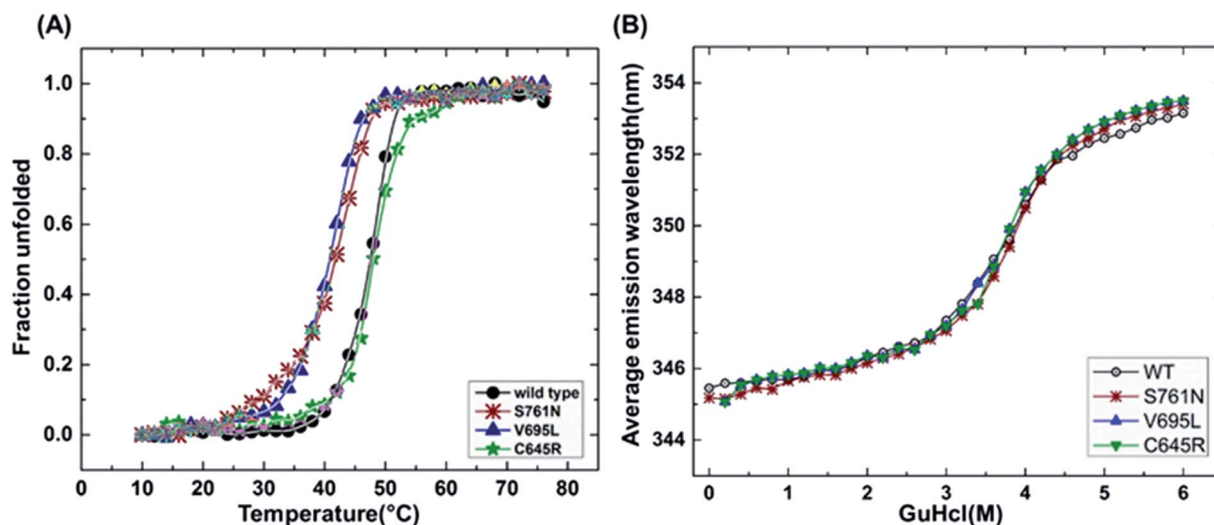 (A)
Fraction unfolded
1.0
0.8
0.6
0.4
0.2
0.0
0 10 20 30 40 50 60 70 80
Temperature(°C)
wild type
S761N
V695L
C645R
(B)
Average emission wavelength(nm)
354
352
350
348
346
344
0 1 2 3 4 5 6
GuHcl(M)
WT
S761N
V695L
C645R